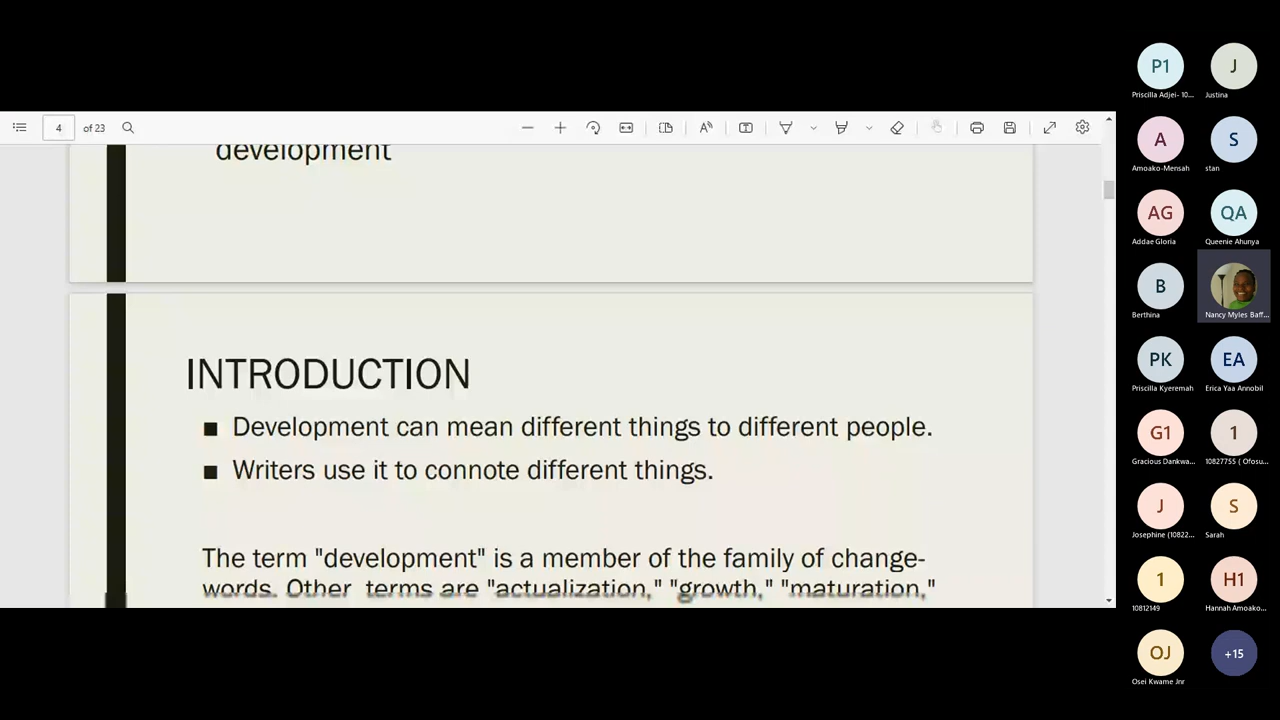 4 of 23
development
INTRODUCTION
■ Development can mean different things to different people.
■ Writers use it to connote different things.
The term "development" is a member of the family of change-
words. Other terms are "actualization," "growth," "maturation,"
P1 J
Priscilla Adjei- 10... Justina
A S
Amoako-Mensah stan
AG QA
Addae Gloria Queenie Ahunya
B
Berthina Nancy Myles Baff...
PK EA
Priscilla Kyeremah Erica Yaa Annobil
G1 1
Gracious Dankwa... 10827755 ( Ofosu...
J S
Josephine (10822... Sarah
1 H1
10812149 Hannah Amoako...
OJ +15
Osei Kwame Jnr